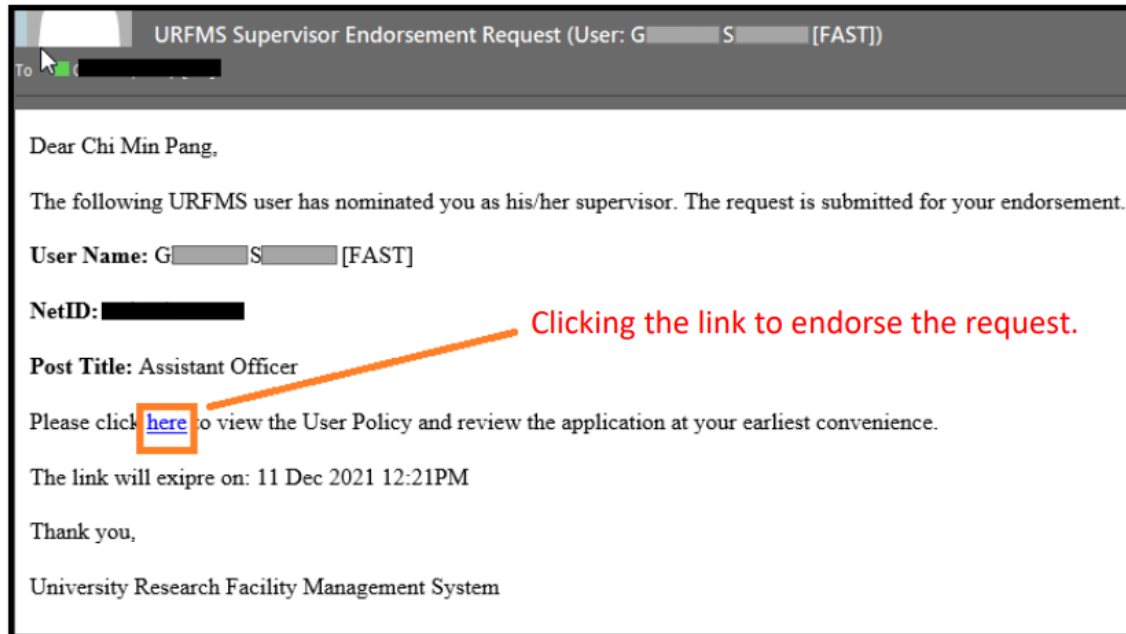 URFMS Supervisor Endorsement Request (User: G S [FAST])
To
Dear Chi Min Pang,
The following URFMS user has nominated you as his/her supervisor. The request is submitted for your endorsement.
User Name: G S [FAST]
NetID:
Clicking the link to endorse the request.
Post Title: Assistant Officer
Please click here to view the User Policy and review the application at your earliest convenience.
The link will exipre on: 11 Dec 2021 12:21PM
Thank you,
University Research Facility Management System